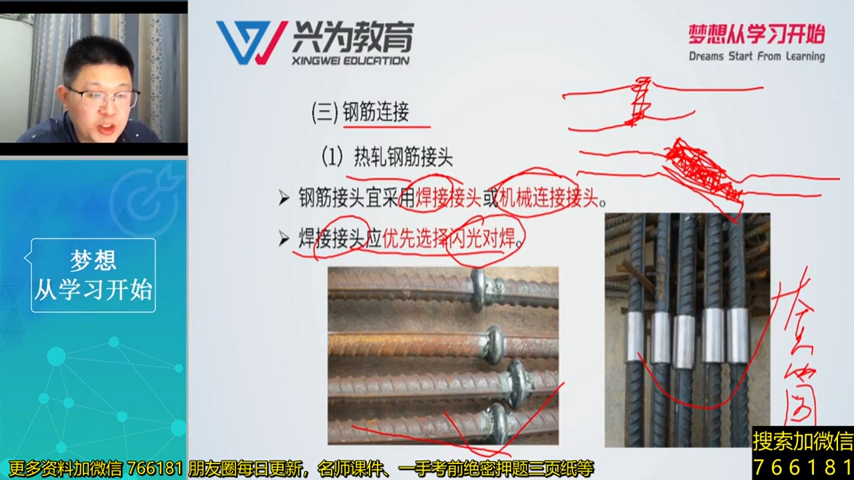 兴为教育
XINGWEI EDUCATION
梦想从学习开始
Dreams Start From Learning
(三) 钢筋连接
(1) 热轧钢筋接头
➢ 钢筋接头宜采用焊接接头或机械连接接头。
➢ 焊接接头应优先选择闪光对焊。
梦想
从学习开始
套筒
搜索加微信
766181
更多资料加微信 766181 朋友圈每日更新，名师课件、一手考前绝密押题三页纸等